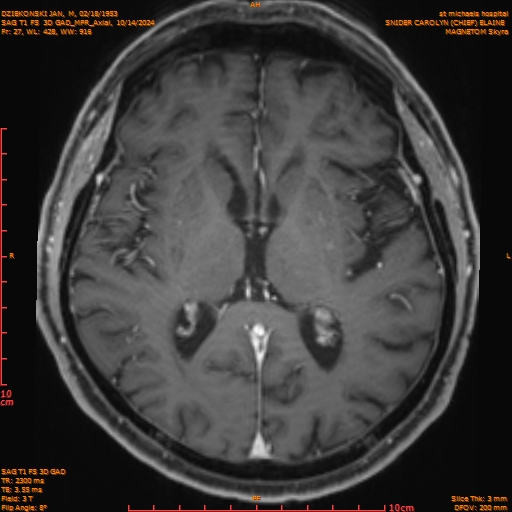 AH
DZIEKONSKI JAN, M, 02/18/1953
SAG T1 FS 3D GAD_MPR_Axial, 10/14/2024
Fr: 27, WL: 428, WW: 916
st michaels hospital
SNIDER CAROLYN (CHIEF) ELAINE
MAGNETOM Skyra
R
L
10
cm
SAG T1 FS 3D GAD
TR: 2300 ms
TE: 3.55 ms
Field: 3 T
Flip Angle: 8°
PF
10cm
Slice Thk: 3 mm
DFOV: 200 mm